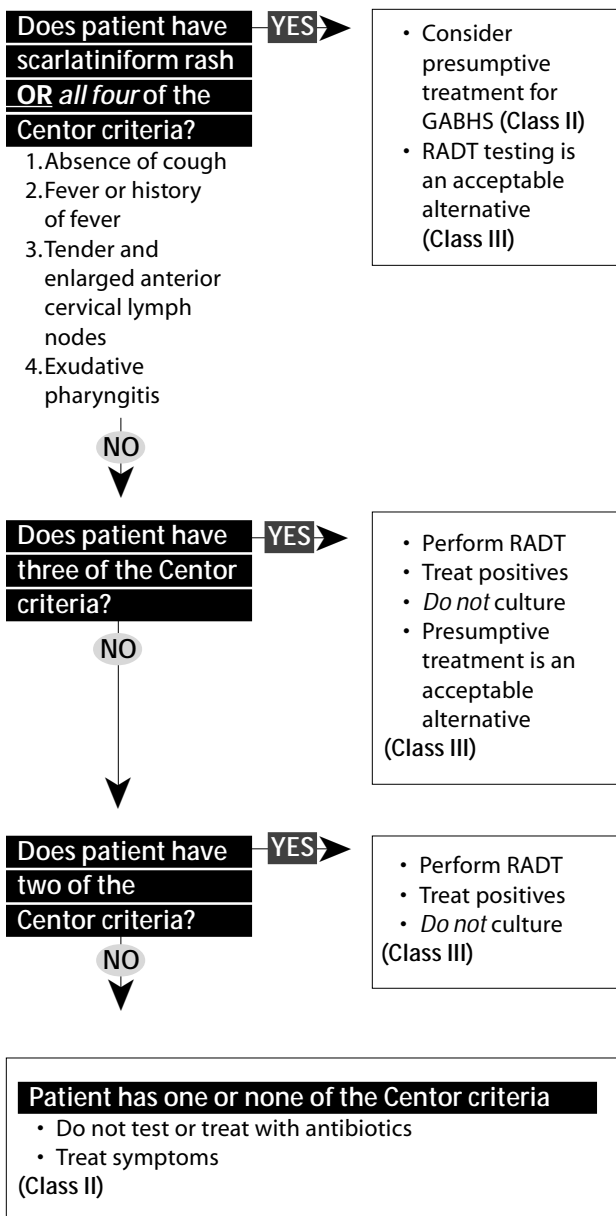 Does patient have
scarlatiniform rash
OR all four of the
Centor criteria?
YES
• Consider
presumptive
treatment for
GABHS (Class II)
• RADT testing is
an acceptable
alternative
(Class III)
1.Absence of cough
2.Fever or history
of fever
3.Tender and
enlarged anterior
cervical lymph
nodes
4.Exudative
pharyngitis
NO
Does patient have
three of the Centor
criteria?
YES
• Perform RADT
• Treat positives
• Do not culture
• Presumptive
treatment is an
acceptable
alternative
(Class III)
NO
Does patient have
two of the
Centor criteria?
YES
• Perform RADT
• Treat positives
• Do not culture
(Class III)
NO
Patient has one or none of the Centor criteria
• Do not test or treat with antibiotics
• Treat symptoms
(Class II)